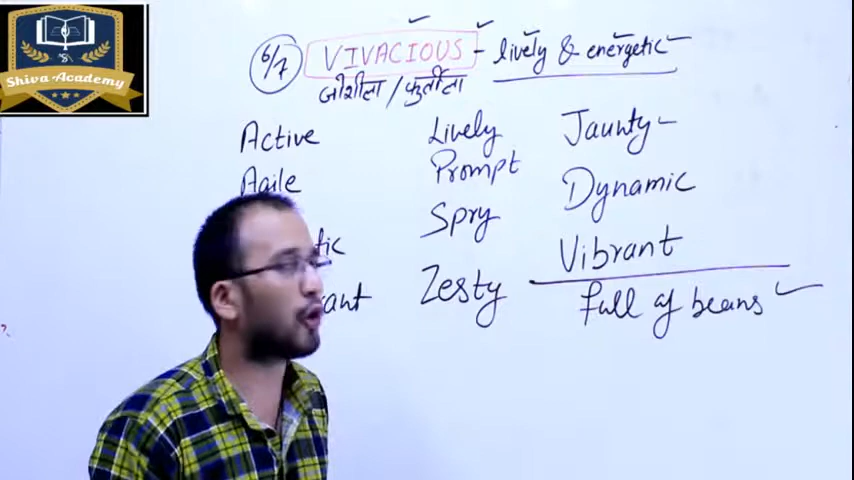 Shiva Academy
6/7 VIVACIOUS - lively & energetic
जोशीला / फुर्तीला
Active Lively Jaunty
Agile Prompt Dynamic
Spry Vibrant
Zesty full of beans